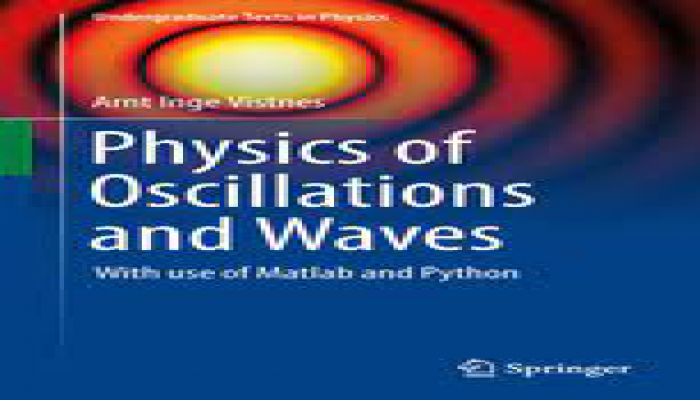 Undergraduate Texts in Physics
Arnt Inge Vistnes
Physics of
Oscillations
and Waves
With use of Matlab and Python
Springer